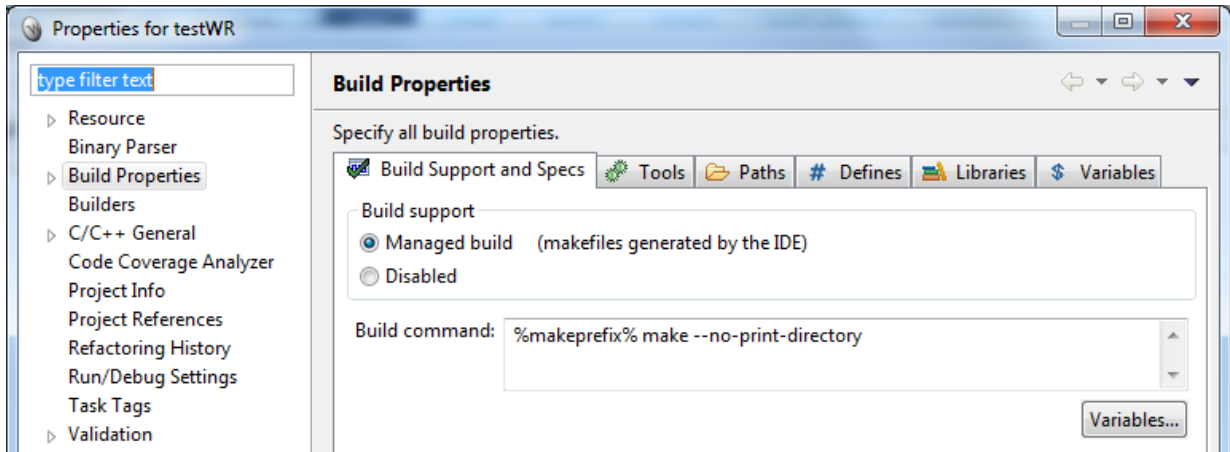 Properties for testWR
type filter text
Resource
Binary Parser
Build Properties
Builders
C/C++ General
Code Coverage Analyzer
Project Info
Project References
Refactoring History
Run/Debug Settings
Task Tags
Validation
Build Properties
Specify all build properties.
Build Support and Specs Tools Paths # Defines Libraries $ Variables
Build support
Managed build (makefiles generated by the IDE)
Disabled
Build command: %makeprefix% make --no-print-directory
Variables...